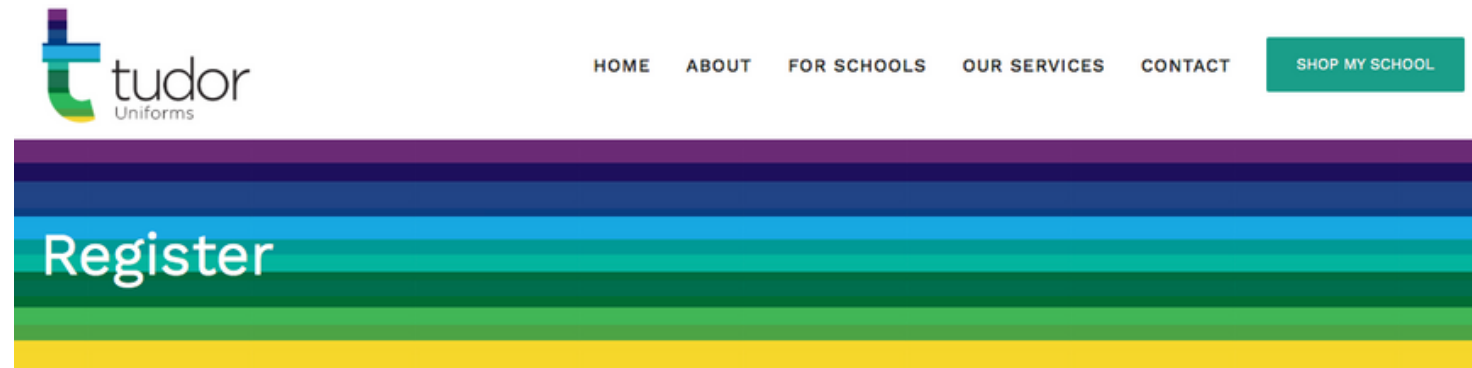 tudor
Uniforms
HOME ABOUT FOR SCHOOLS OUR SERVICES CONTACT SHOP MY SCHOOL
Register